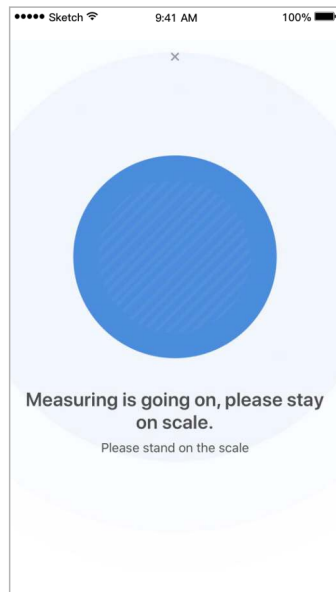 Sketch 9:41 AM 100%
Measuring is going on, please stay
on scale.
Please stand on the scale